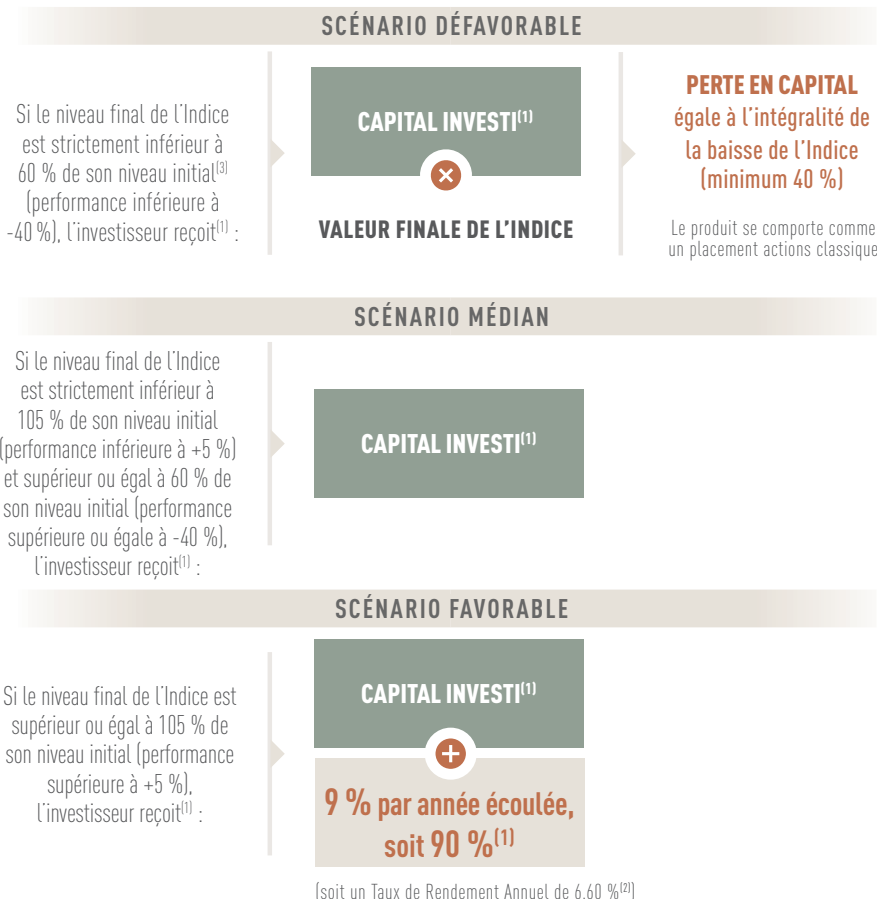 SCÉNARIO DÉFAVORABLE
Si le niveau final de l'Indice
est strictement inférieur à
60 % de son niveau initial(3)
(performance inférieure à
-40 %), l'investisseur reçoit(1) :
CAPITAL INVESTI(1)
×
VALEUR FINALE DE L'INDICE
PERTE EN CAPITAL
égale à l'intégralité de
la baisse de l'Indice
(minimum 40 %)
Le produit se comporte comme
un placement actions classique
SCÉNARIO MÉDIAN
Si le niveau final de l'Indice
est strictement inférieur à
105 % de son niveau initial
(performance inférieure à +5 %)
et supérieur ou égal à 60 % de
son niveau initial (performance
supérieure ou égale à -40 %),
l'investisseur reçoit(1) :
CAPITAL INVESTI(1)
SCÉNARIO FAVORABLE
Si le niveau final de l'Indice est
supérieur ou égal à 105 % de
son niveau initial (performance
supérieure à +5 %),
l'investisseur reçoit(1) :
CAPITAL INVESTI(1)
+
9 % par année écoulée,
soit 90 %(1)
(soit un Taux de Rendement Annuel de 6,60 %(2))